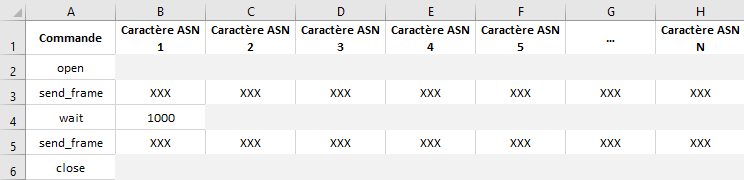 A B C D E F G H
1 Commande Caractère ASN 1 Caractère ASN 2 Caractère ASN 3 Caractère ASN 4 Caractère ASN 5 ... Caractère ASN N
2 open
3 send_frame XXX XXX XXX XXX XXX XXX XXX
4 wait 1000
5 send_frame XXX XXX XXX XXX XXX XXX XXX
6 close